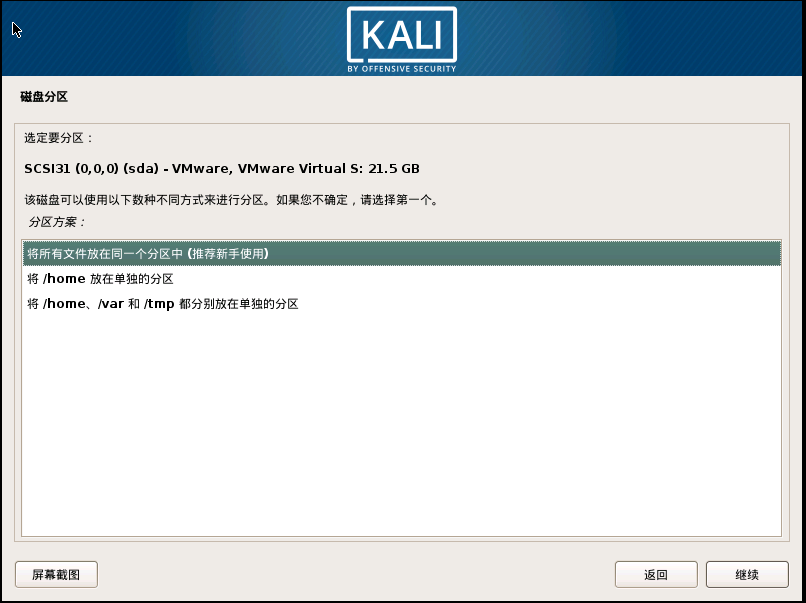 KALI
BY OFFENSIVE SECURITY
磁盘分区
选定要分区：
SCSI31 (0,0,0) (sda) - VMware, VMware Virtual S: 21.5 GB
该磁盘可以使用以下数种不同方式来进行分区。如果您不确定，请选择第一个。
分区方案：
将所有文件放在同一个分区中 (推荐新手使用)
将 /home 放在单独的分区
将 /home、/var 和 /tmp 都分别放在单独的分区
屏幕截图
返回
继续